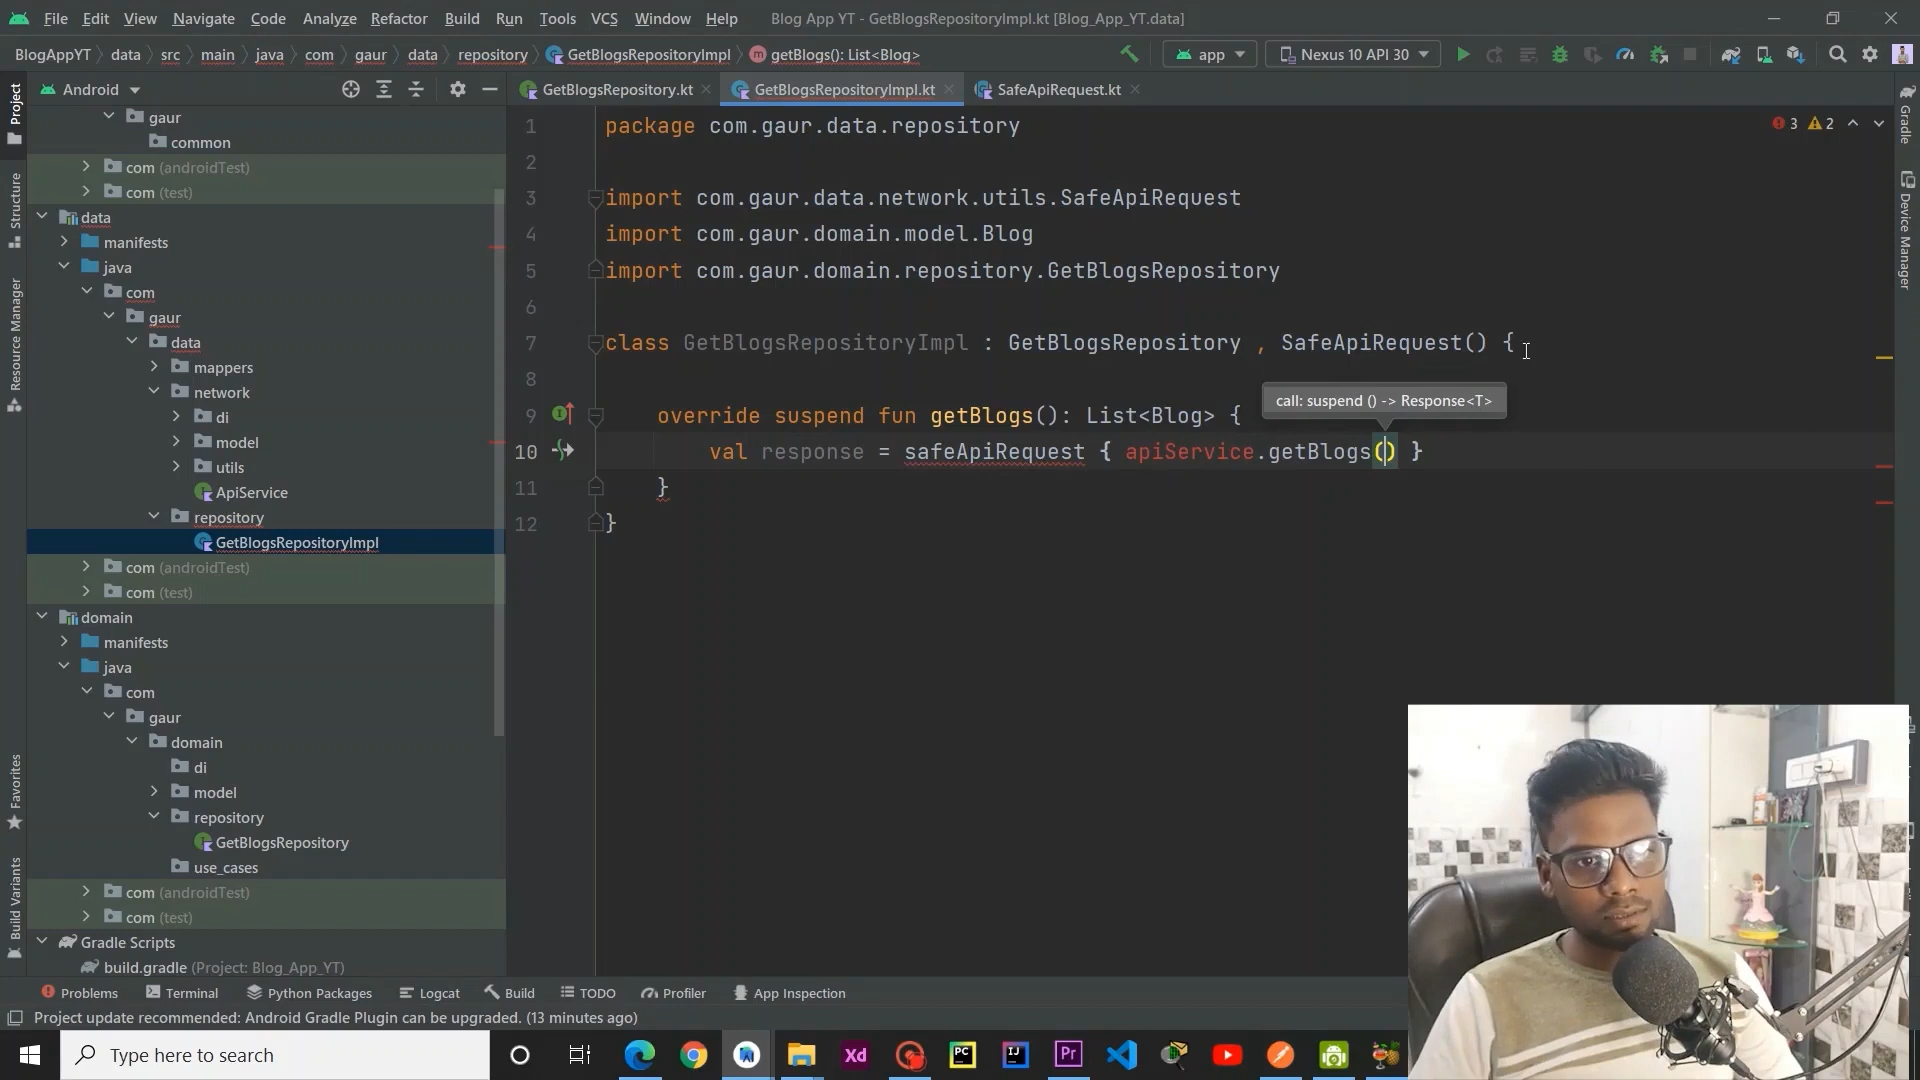 File Edit View Navigate Code Analyze Refactor Build Run Tools VCS Window Help Blog App YT - GetBlogsRepositoryImpl.kt [Blog_App_YT.data]
BlogAppYT data src main java com gaur data repository GetBlogsRepositoryImpl getBlogs(): List<Blog> app Nexus 10 API 30
Android GetBlogsRepository.kt GetBlogsRepositoryImpl.kt SafeApiRequest.kt
Project
Structure
Resource Manager
Favorites
Build Variants
gaur
common
com (androidTest)
com (test)
data
manifests
java
com
gaur
data
mappers
network
di
model
utils
ApiService
repository
GetBlogsRepositoryImpl
com (androidTest)
com (test)
domain
manifests
java
com
gaur
domain
di
model
repository
GetBlogsRepository
use_cases
com (androidTest)
com (test)
Gradle Scripts
build.gradle (Project: Blog_App_YT)
3 2
1 package com.gaur.data.repository
2
3 import com.gaur.data.network.utils.SafeApiRequest
4 import com.gaur.domain.model.Blog
5 import com.gaur.domain.repository.GetBlogsRepository
6
7 class GetBlogsRepositoryImpl : GetBlogsRepository , SafeApiRequest() {
8
call: suspend () -> Response<T>
9 override suspend fun getBlogs(): List<Blog> {
10 val response = safeApiRequest { apiService.getBlogs() }
11 }
12 }
Gradle
Device Manager
Problems Terminal Python Packages Logcat Build TODO Profiler App Inspection
Project update recommended: Android Gradle Plugin can be upgraded. (13 minutes ago)
Type here to search
Xd
PC
IJ
Pr